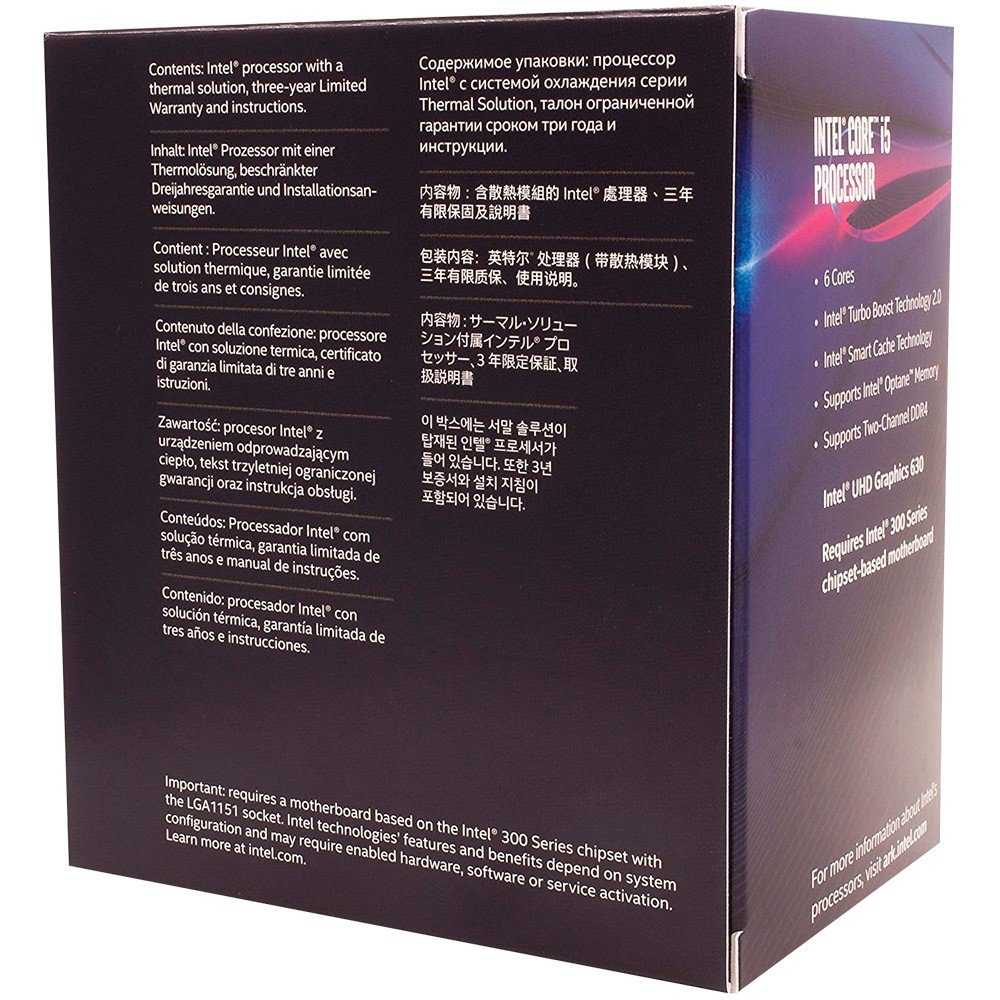 Contents: Intel® processor with a
thermal solution, three-year Limited
Warranty and instructions.
Inhalt: Intel® Prozessor mit einer
Thermolösung, beschränkter
Dreijahresgarantie und Installationsan-
weisungen.
Contient : Processeur Intel® avec
solution thermique, garantie limitée
de trois ans et consignes.
Contenuto della confezione: processore
Intel® con soluzione termica, certificato
di garanzia limitata di tre anni e
istruzioni.
Zawartość: procesor Intel® z
urządzeniem odprowadzającym
ciepło, tekst trzyletniej ograniczonej
gwarancji oraz instrukcja obsługi.
Conteúdos: Processador Intel® com
solução térmica, garantia limitada de
três anos e manual de instruções.
Contenido: procesador Intel® con
solución térmica, garantía limitada de
tres años e instrucciones.
Содержимое упаковки: процессор
Intel® с системой охлаждения серии
Thermal Solution, талон ограниченной
гарантии сроком три года и
инструкции.
內容物：含散熱模組的 Intel® 處理器、三年
有限保固及說明書
包装内容: 英特尔® 处理器（带散热模块）、
三年有限质保、使用说明。
内容物：サーマル・ソリュー
ション付属インテル® プロ
セッサー、3 年限定保証、取
扱説明書
이 박스에는 서말 솔루션이
탑재된 인텔® 프로세서가
들어 있습니다. 또한 3년
보증서와 설치 지침이
포함되어 있습니다.
Important: requires a motherboard based on the Intel® 300 Series chipset with
the LGA1151 socket. Intel technologies' features and benefits depend on system
configuration and may require enabled hardware, software or service activation.
Learn more at intel.com.
INTEL® CORE™ i5
PROCESSOR
• 6 Cores
• Intel® Turbo Boost Technology 2.0
• Intel® Smart Cache Technology
• Supports Intel® Optane™ Memory
• Supports Two-Channel DDR4
Intel® UHD Graphics 630
Requires Intel® 300 Series
chipset-based motherboard
For more information about Intel's
processors, visit ark.intel.com